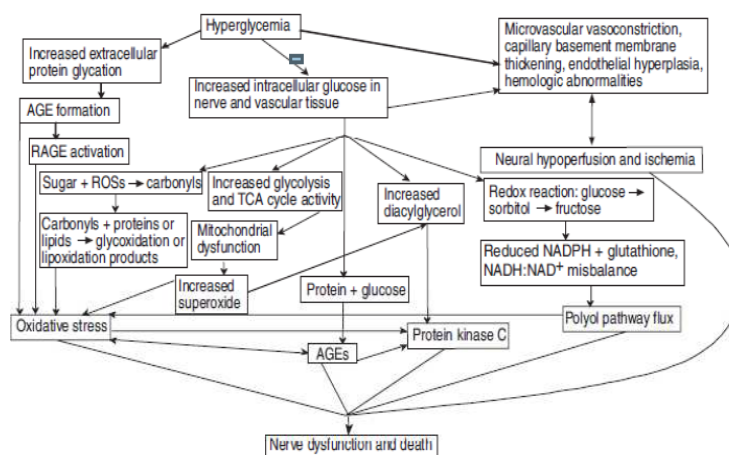 Hyperglycemia
Microvascular vasoconstriction,
capillary basement membrane
thickening, endothelial hyperplasia,
hemologic abnormalities
Increased extracellular
protein glycation
Increased intracellular glucose in
nerve and vascular tissue
AGE formation
RAGE activation
Neural hypoperfusion and ischemia
Sugar + ROSs → carbonyls
Increased glycolysis
and TCA cycle activity
Increased
diacylglycerol
Redox reaction: glucose →
sorbitol → fructose
Carbonyls + proteins or
lipids → glycoxidation or
lipoxidation products
Mitochondrial
dysfunction
Reduced NADPH + glutathione,
NADH:NAD+ misbalance
Increased
superoxide
Protein + glucose
Oxidative stress
Polyol pathway flux
Protein kinase C
AGEs
Nerve dysfunction and death